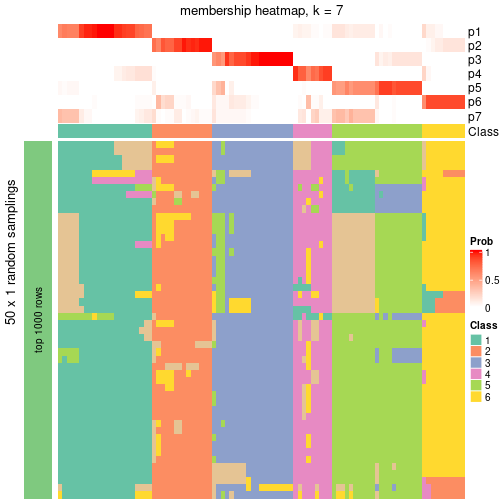 membership heatmap, k = 7
p1
p2
p3
p4
p5
p6
p7
Class
50 x 1 random samplings
top 1000 rows
Prob
1
0.5
0
Class
1
2
3
4
5
6